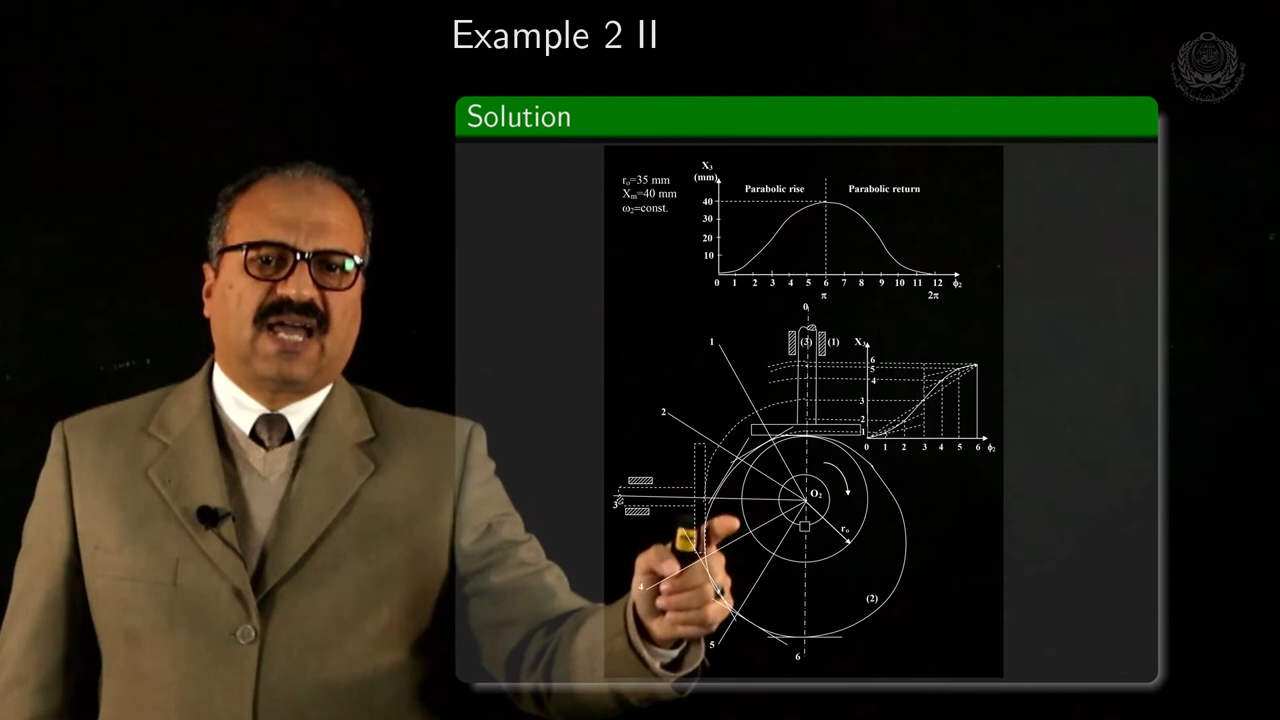 Example 2 II
Solution
rₒ=35 mm
Xₘ=40 mm
ω₂=const.
X₃
(mm)
Parabolic rise
Parabolic return
40
30
20
10
0 1 2 3 4 5 6 7 8 9 10 11 12 ϕ₂
π 2π
0
1
(3) (1)
X₃
6
5
4
3
2
1
0 1 2 3 4 5 6 ϕ₂
2
3
O₂
rₒ
4
(2)
5
6